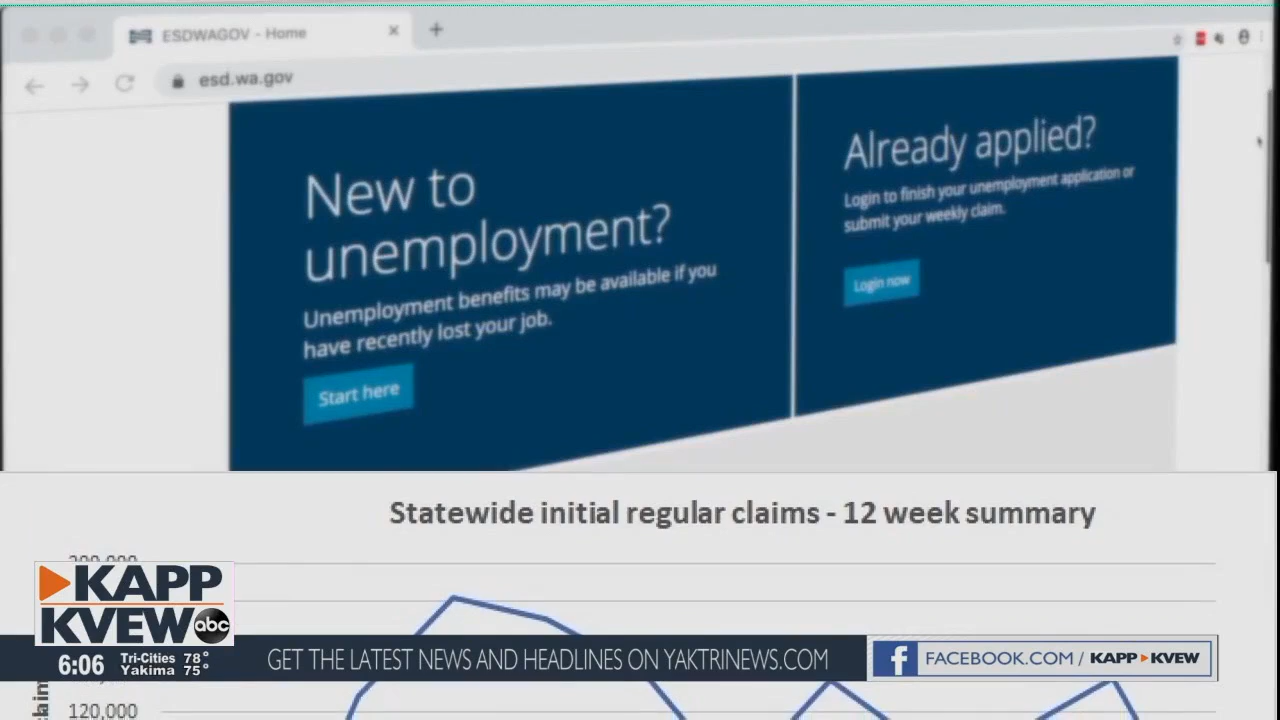 ESDWAGOV - Home
esd.wa.gov
New to
unemployment?
Unemployment benefits may be available if you
have recently lost your job.
Start here
Already applied?
Login to finish your unemployment application or
submit your weekly claim.
Login now
Statewide initial regular claims - 12 week summary
200,000
120,000
KAPP
KVEW abc
6:06
Tri-Cities 78°
Yakima 75°
GET THE LATEST NEWS AND HEADLINES ON YAKTRINEWS.COM
f FACEBOOK.COM / KAPP KVEW